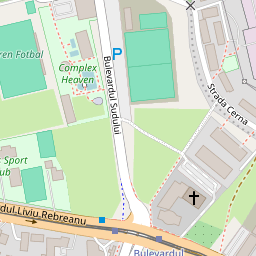 ren Fotbal
P
Complex
Heaven
Bulevardul Sudului
Strada Cerna
Sport
ub
dul Liviu Rebreanu
Bulevardul